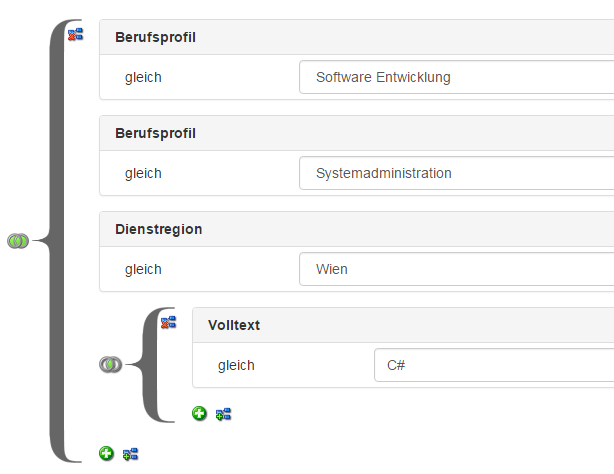 Berufsprofil
gleich Software Entwicklung
Berufsprofil
gleich Systemadministration
Dienstregion
gleich Wien
Volltext
gleich C#